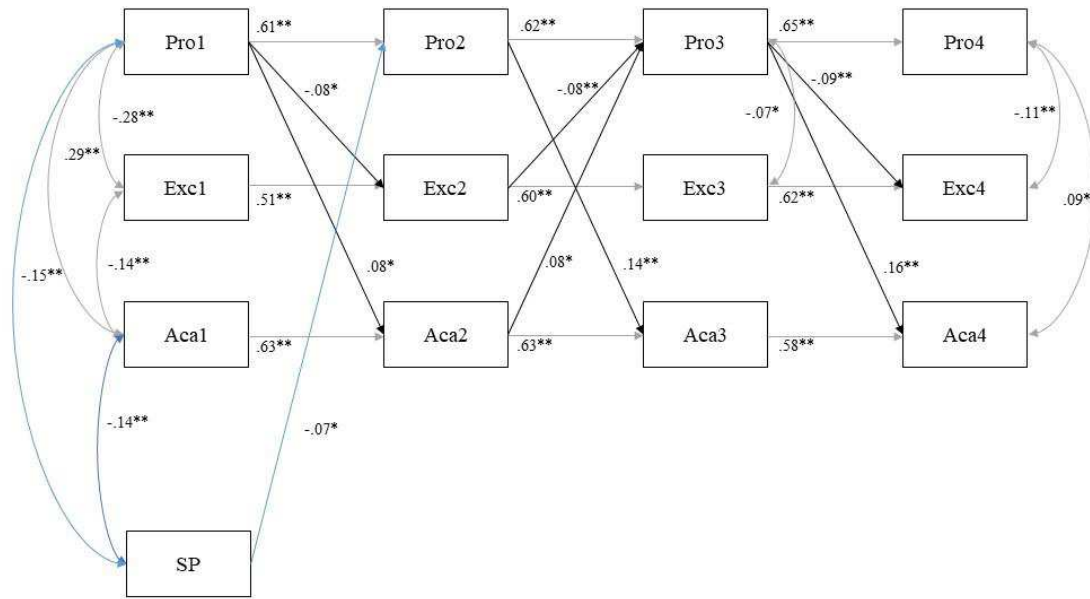 .61**
.62**
.65**
Pro1
Pro2
Pro3
Pro4
-.08*
-.08**
-.09**
-.28**
-.07*
-.11**
.29**
Exc1
Exc2
Exc3
Exc4
.51**
.60**
.62**
.09*
-.15**
-.14**
.08*
.08*
.14**
.16**
Aca1
Aca2
Aca3
Aca4
.63**
.63**
.58**
-.14**
-.07*
SP